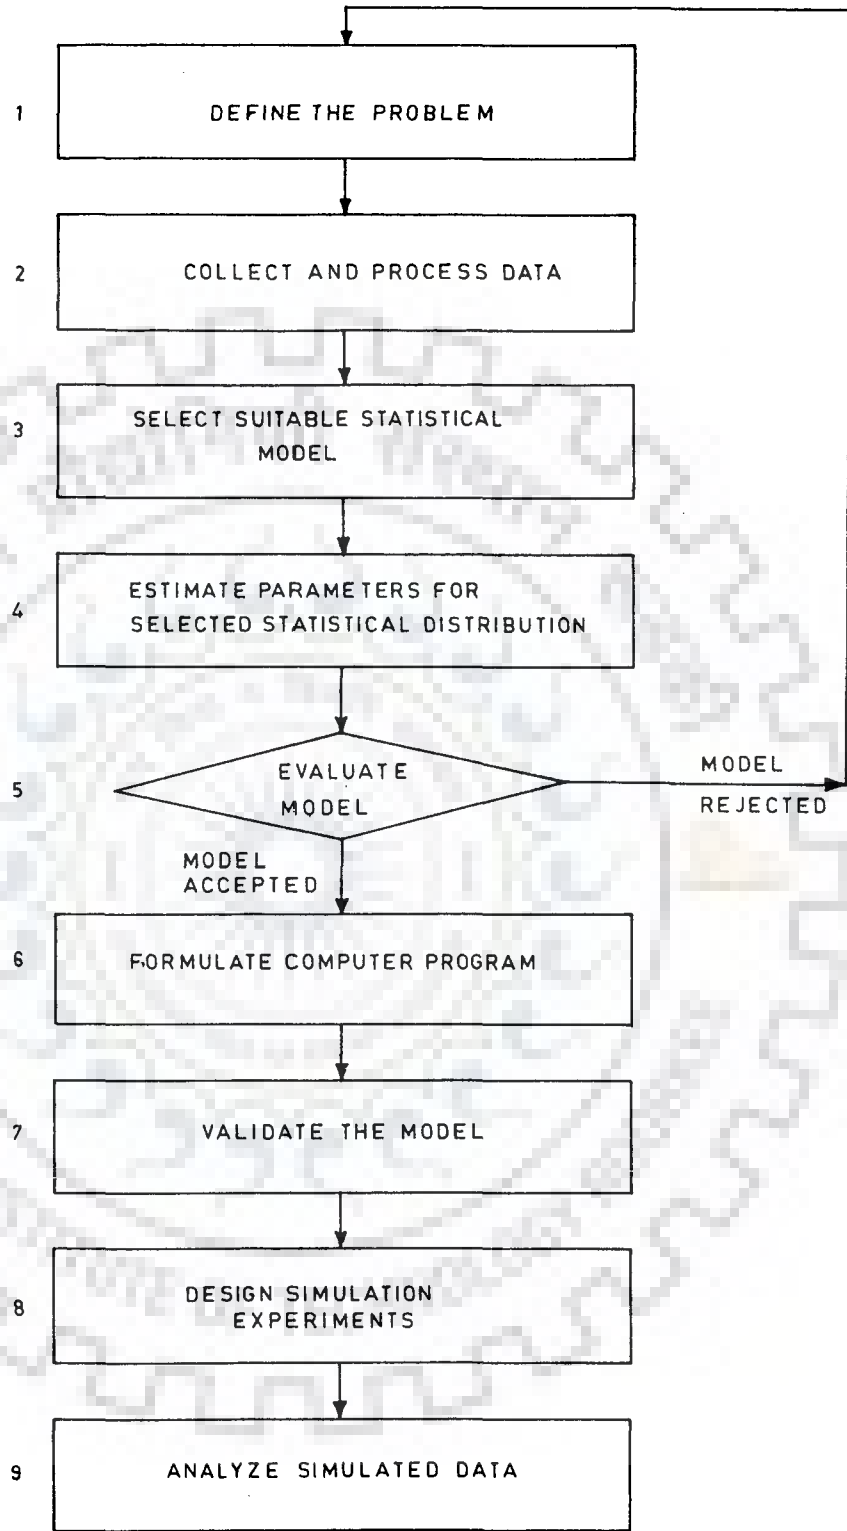 1
DEFINE THE PROBLEM
2
COLLECT AND PROCESS DATA
3
SELECT SUITABLE STATISTICAL
MODEL
4
ESTIMATE PARAMETERS FOR
SELECTED STATISTICAL DISTRIBUTION
5
EVALUATE
MODEL
MODEL
REJECTED
MODEL
ACCEPTED
6
FORMULATE COMPUTER PROGRAM
7
VALIDATE THE MODEL
8
DESIGN SIMULATION
EXPERIMENTS
9
ANALYZE SIMULATED DATA